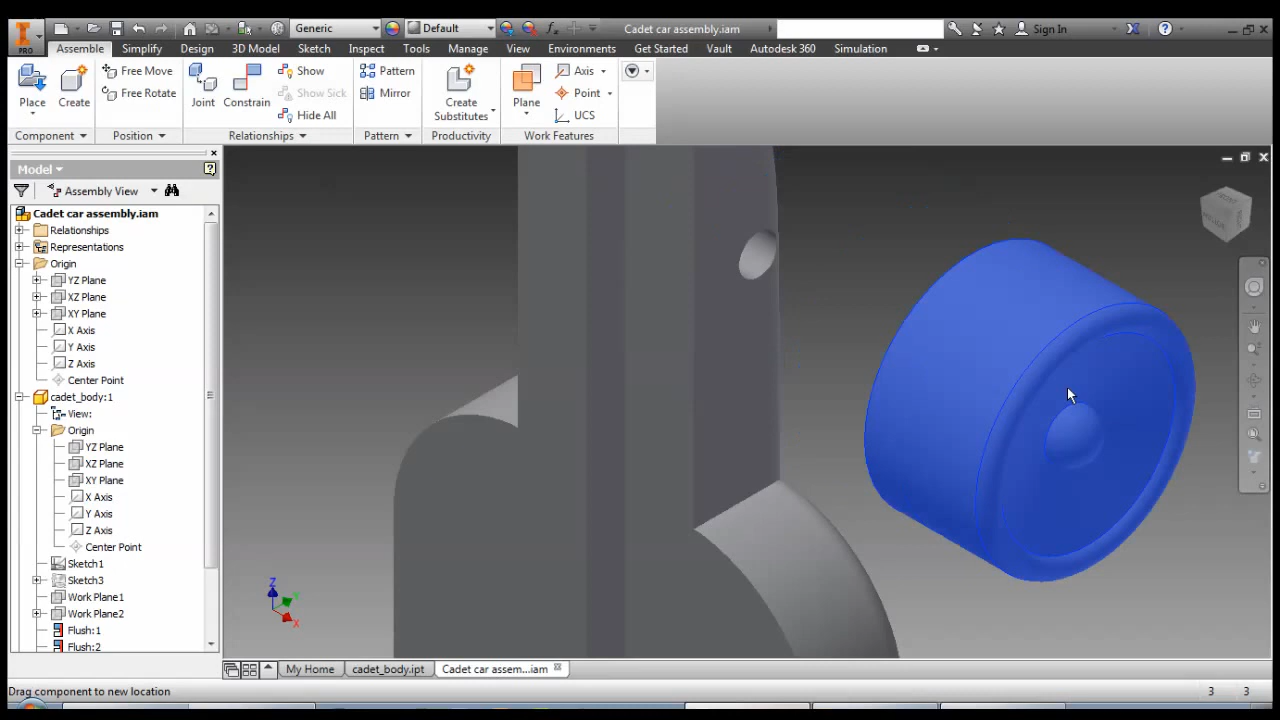 Generic
Default
Cadet car assembly.iam
Sign In
PRO
Assemble Simplify Design 3D Model Sketch Inspect Tools Manage View Environments Get Started Vault Autodesk 360 Simulation
Place
Create
Free Move
Free Rotate
Joint
Constrain
Show
Show Sick
Hide All
Pattern
Mirror
Create
Substitutes
Plane
Axis
Point
UCS
Component
Position
Relationships
Pattern
Productivity
Work Features
Model
Assembly View
Cadet car assembly.iam
Relationships
Representations
Origin
YZ Plane
XZ Plane
XY Plane
X Axis
Y Axis
Z Axis
Center Point
cadet_body:1
View:
Origin
YZ Plane
XZ Plane
XY Plane
X Axis
Y Axis
Z Axis
Center Point
Sketch1
Sketch3
Work Plane1
Work Plane2
Flush:1
Flush:2
Z
Y
X
My Home
cadet_body.ipt
Cadet car assem...iam
Drag component to new location
3 3